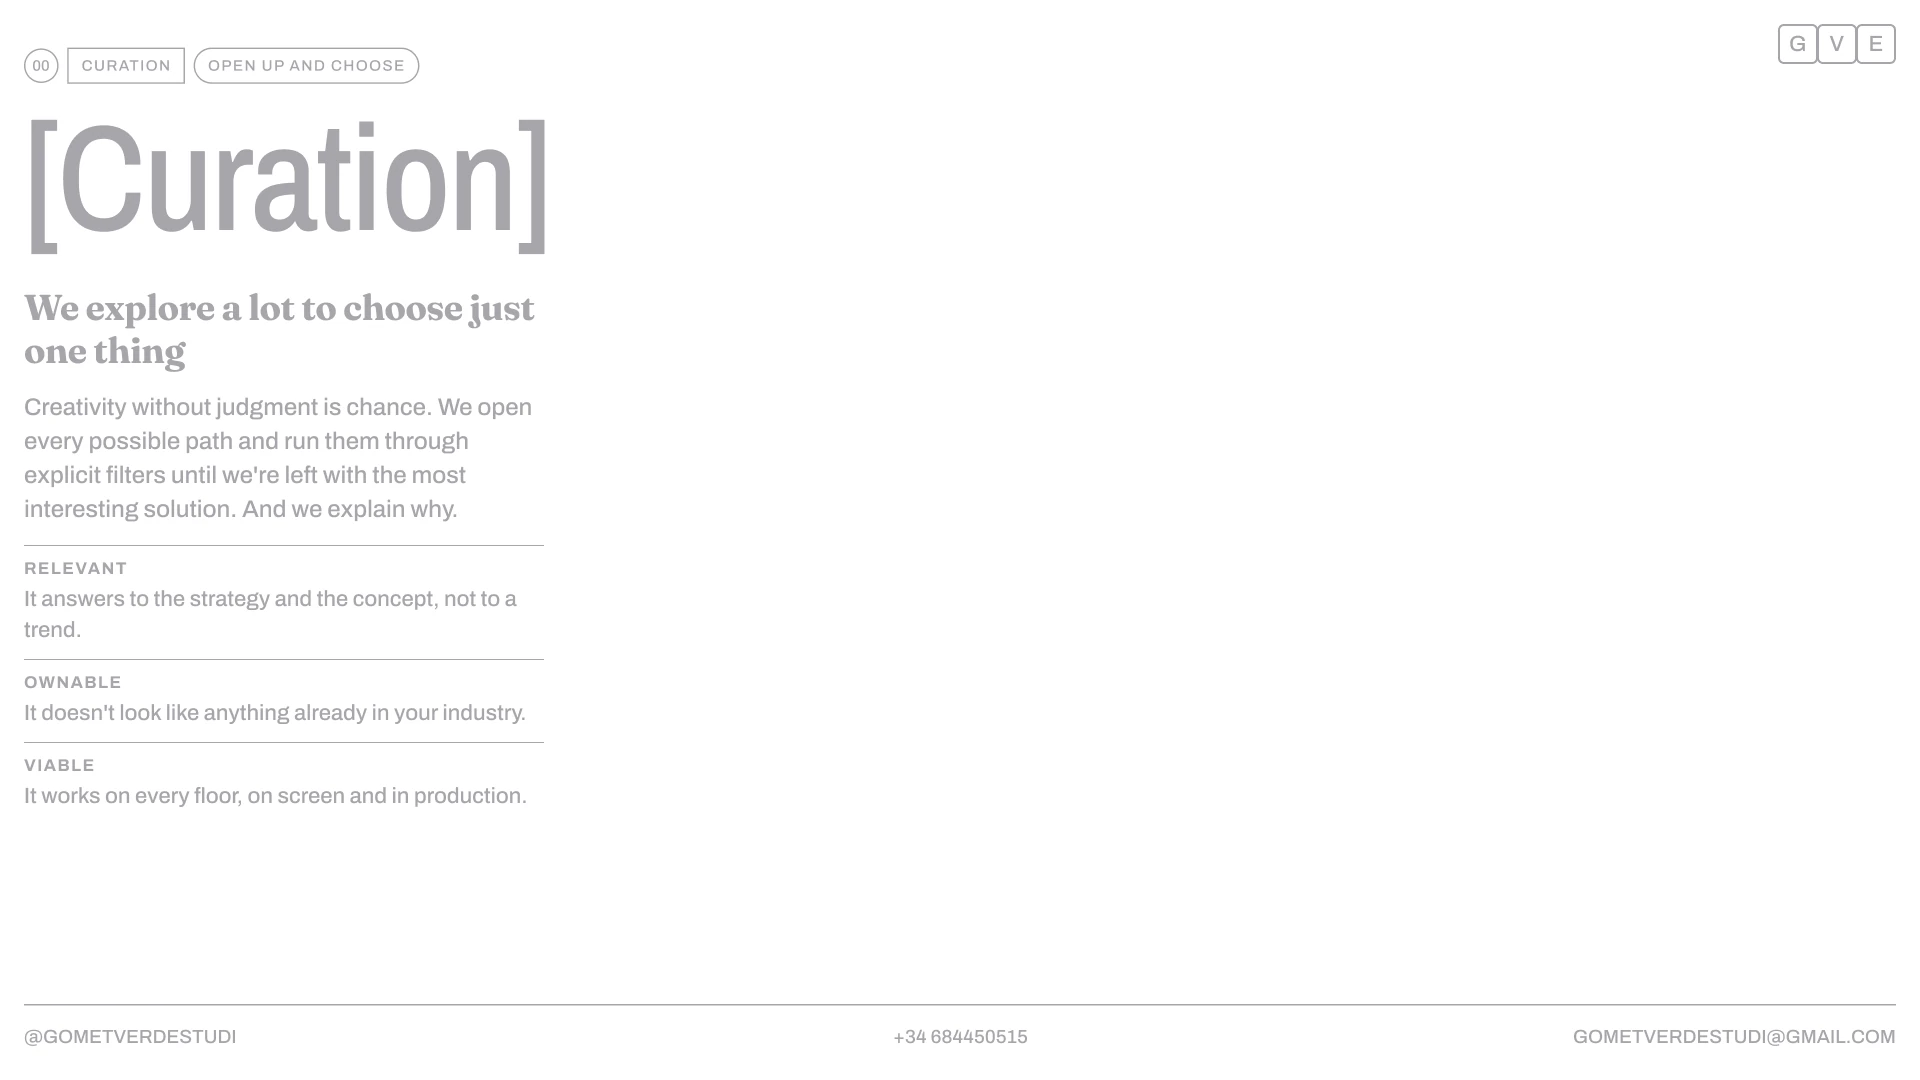 00 CURATION OPEN UP AND CHOOSE
G V E
[Curation]
We explore a lot to choose just
one thing
Creativity without judgment is chance. We open
every possible path and run them through
explicit filters until we're left with the most
interesting solution. And we explain why.
RELEVANT
It answers to the strategy and the concept, not to a
trend.
OWNABLE
It doesn't look like anything already in your industry.
VIABLE
It works on every floor, on screen and in production.
@GOMETVERDESTUDI
+34 684450515
GOMETVERDESTUDI@GMAIL.COM